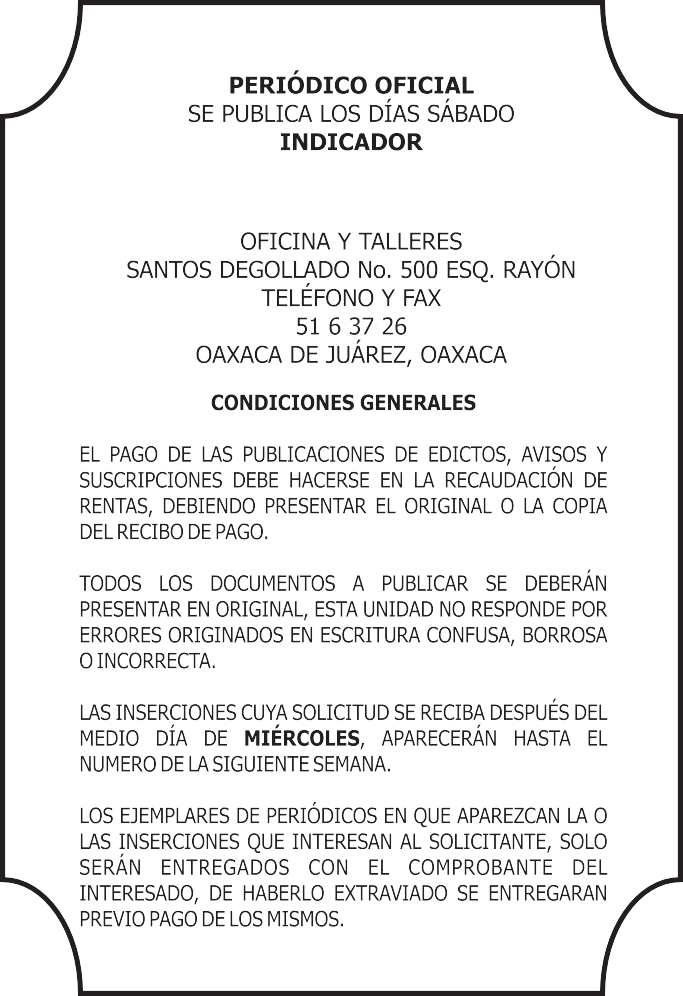 PERIÓDICO OFICIAL
SE PUBLICA LOS DÍAS SÁBADO
INDICADOR
OFICINA Y TALLERES
SANTOS DEGOLLADO No. 500 ESQ. RAYÓN
TELÉFONO Y FAX
51 6 37 26
OAXACA DE JUÁREZ, OAXACA
CONDICIONES GENERALES
EL PAGO DE LAS PUBLICACIONES DE EDICTOS, AVISOS Y
SUSCRIPCIONES DEBE HACERSE EN LA RECAUDACIÓN DE
RENTAS, DEBIENDO PRESENTAR EL ORIGINAL O LA COPIA
DEL RECIBO DE PAGO.
TODOS LOS DOCUMENTOS A PUBLICAR SE DEBERÁN
PRESENTAR EN ORIGINAL, ESTA UNIDAD NO RESPONDE POR
ERRORES ORIGINADOS EN ESCRITURA CONFUSA, BORROSA
O INCORRECTA.
LAS INSERCIONES CUYA SOLICITUD SE RECIBA DESPUÉS DEL
MEDIO DÍA DE MIÉRCOLES, APARECERÁN HASTA EL
NUMERO DE LA SIGUIENTE SEMANA.
LOS EJEMPLARES DE PERIÓDICOS EN QUE APAREZCAN LA O
LAS INSERCIONES QUE INTERESAN AL SOLICITANTE, SOLO
SERÁN ENTREGADOS CON EL COMPROBANTE DEL
INTERESADO, DE HABERLO EXTRAVIADO SE ENTREGARAN
PREVIO PAGO DE LOS MISMOS.